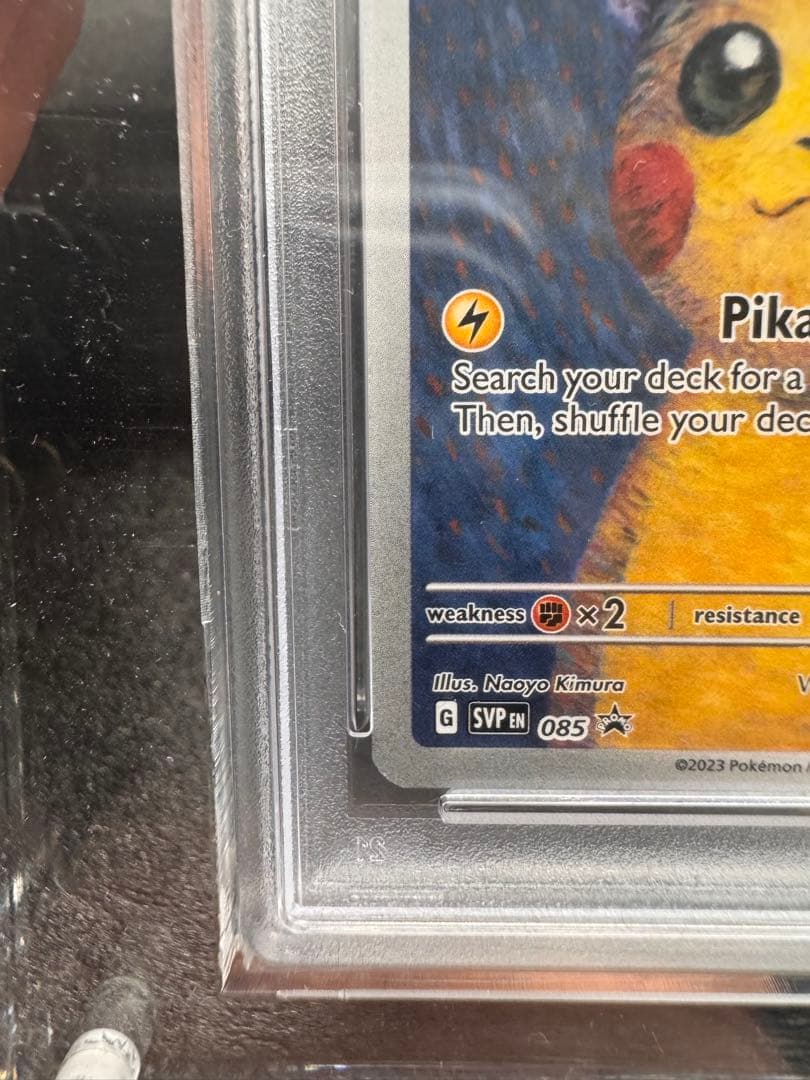 Pika
Search your deck for a
Then, shuffle your dec
weakness ×2 resistance
Illus. Naoyo Kimura
G SVP EN 085 PROMO
©2023 Pokémon